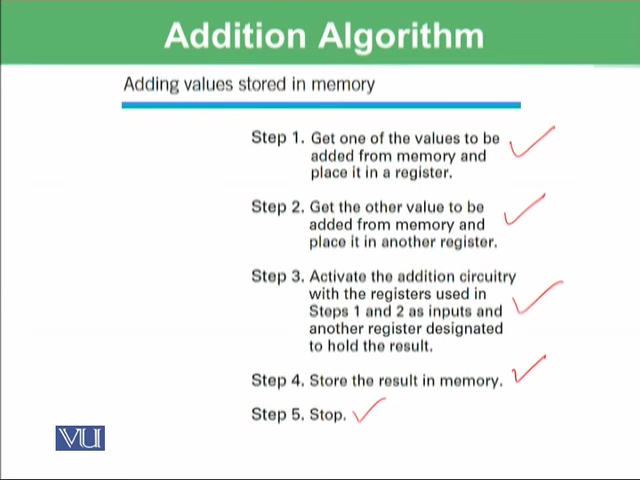 Addition Algorithm
Adding values stored in memory
Step 1. Get one of the values to be
added from memory and
place it in a register.
Step 2. Get the other value to be
added from memory and
place it in another register.
Step 3. Activate the addition circuitry
with the registers used in
Steps 1 and 2 as inputs and
another register designated
to hold the result.
Step 4. Store the result in memory.
Step 5. Stop.
VU